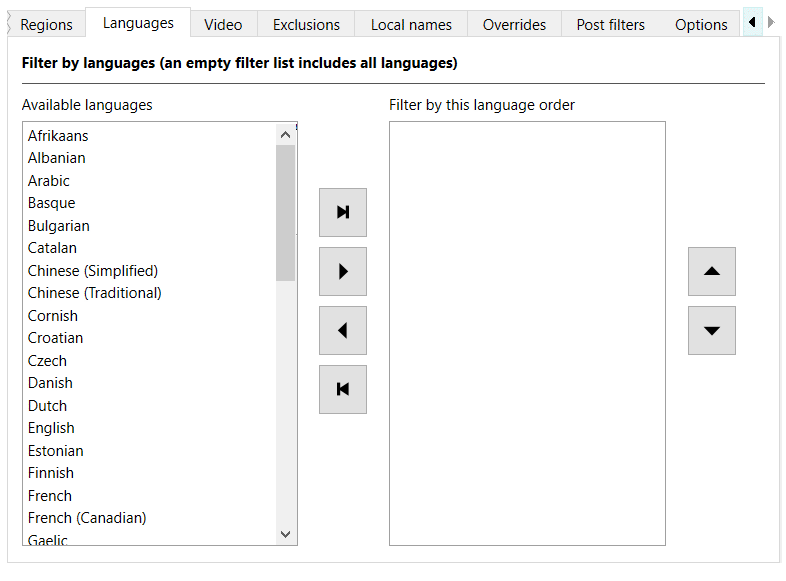 Regions Languages Video Exclusions Local names Overrides Post filters Options
Filter by languages (an empty filter list includes all languages)
Available languages
Filter by this language order
Afrikaans
Albanian
Arabic
Basque
Bulgarian
Catalan
Chinese (Simplified)
Chinese (Traditional)
Cornish
Croatian
Czech
Danish
Dutch
English
Estonian
Finnish
French
French (Canadian)
Gaelic